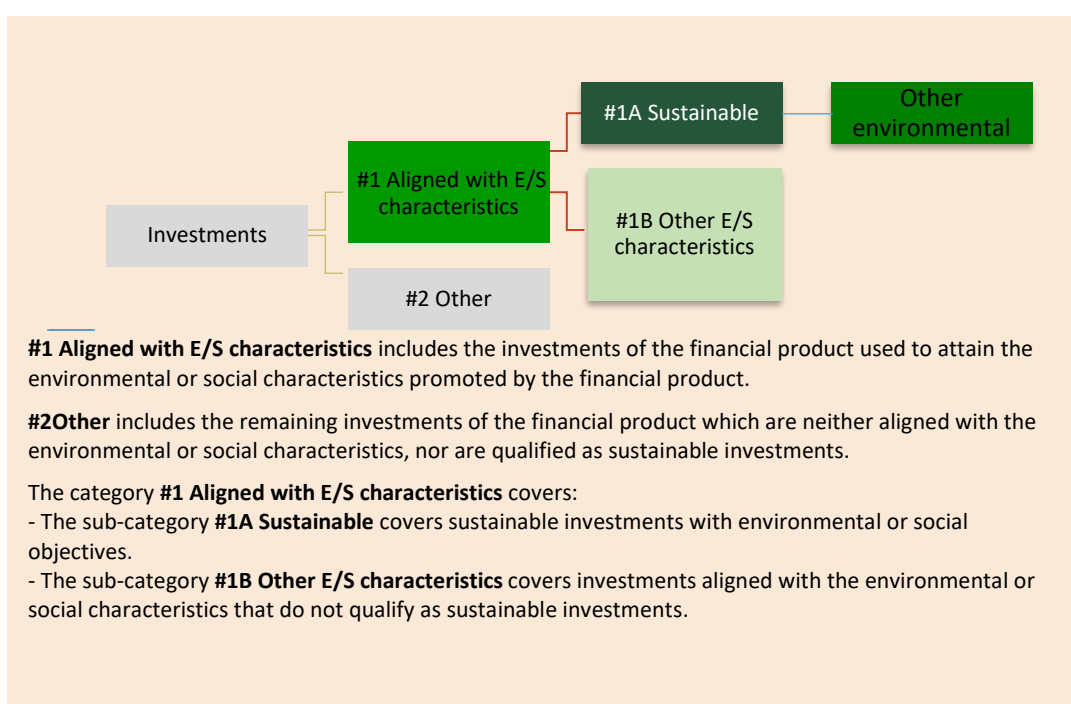 #1A Sustainable
Other
environmental
#1 Aligned with E/S
characteristics
#1B Other E/S
characteristics
Investments
#2 Other
#1 Aligned with E/S characteristics includes the investments of the financial product used to attain the
environmental or social characteristics promoted by the financial product.
#2Other includes the remaining investments of the financial product which are neither aligned with the
environmental or social characteristics, nor are qualified as sustainable investments.
The category #1 Aligned with E/S characteristics covers:
- The sub-category #1A Sustainable covers sustainable investments with environmental or social
objectives.
- The sub-category #1B Other E/S characteristics covers investments aligned with the environmental or
social characteristics that do not qualify as sustainable investments.